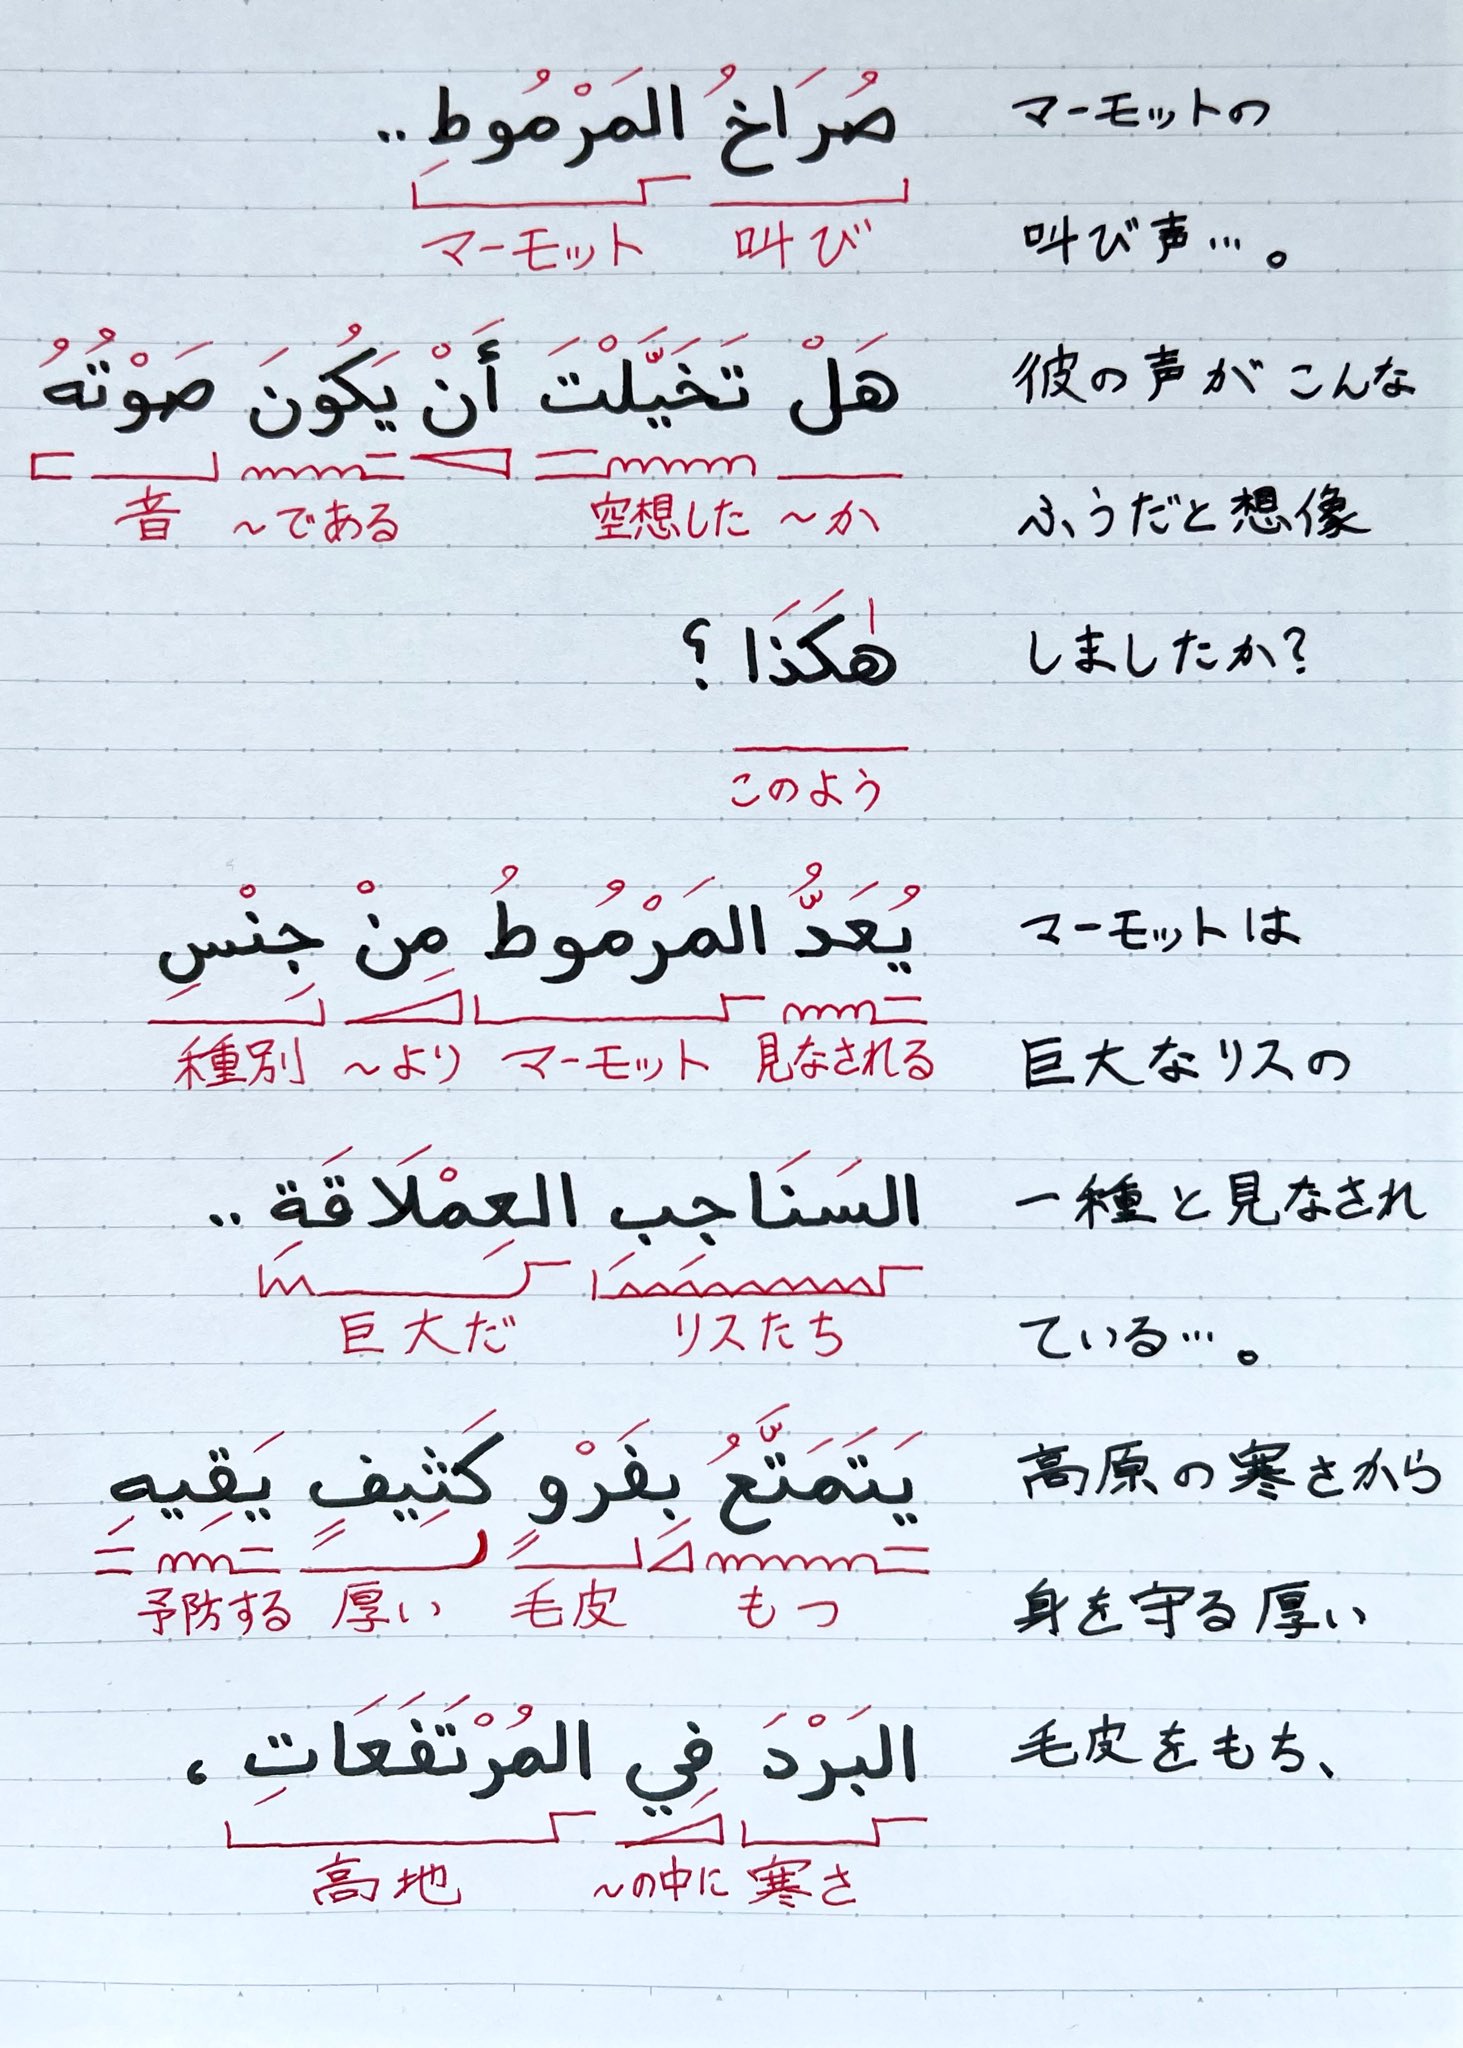 صُرَاخُ المَرْمُوطِ..
マーモットの
マーモット 叫び
叫び声…。
هَلْ تَخَيَّلْتَ أَنْ يَكُونَ صَوْتُهُ
彼の声がこんな
音 ～である 空想した ～か
ふうだと想像
هٰكَذَا ؟
しましたか?
このよう
يُعَدُّ المَرْمُوطُ مِنْ جِنْسِ
マーモットは
種別 ～より マーモット 見なされる
巨大なリスの
السَنَاجِبِ العِمْلَاقَةِ..
一種と見なされ
巨大だ リスたち
ている…。
يَتَمَتَّعُ بِفَرْوٍ كَثِيفٍ يَقِيهِ
高原の寒さから
予防する 厚い 毛皮 もつ
身を守る厚い
البَرْدَ فِي المُرْتَفَعَاتِ ،
毛皮をもち、
高地 ～の中に 寒さ